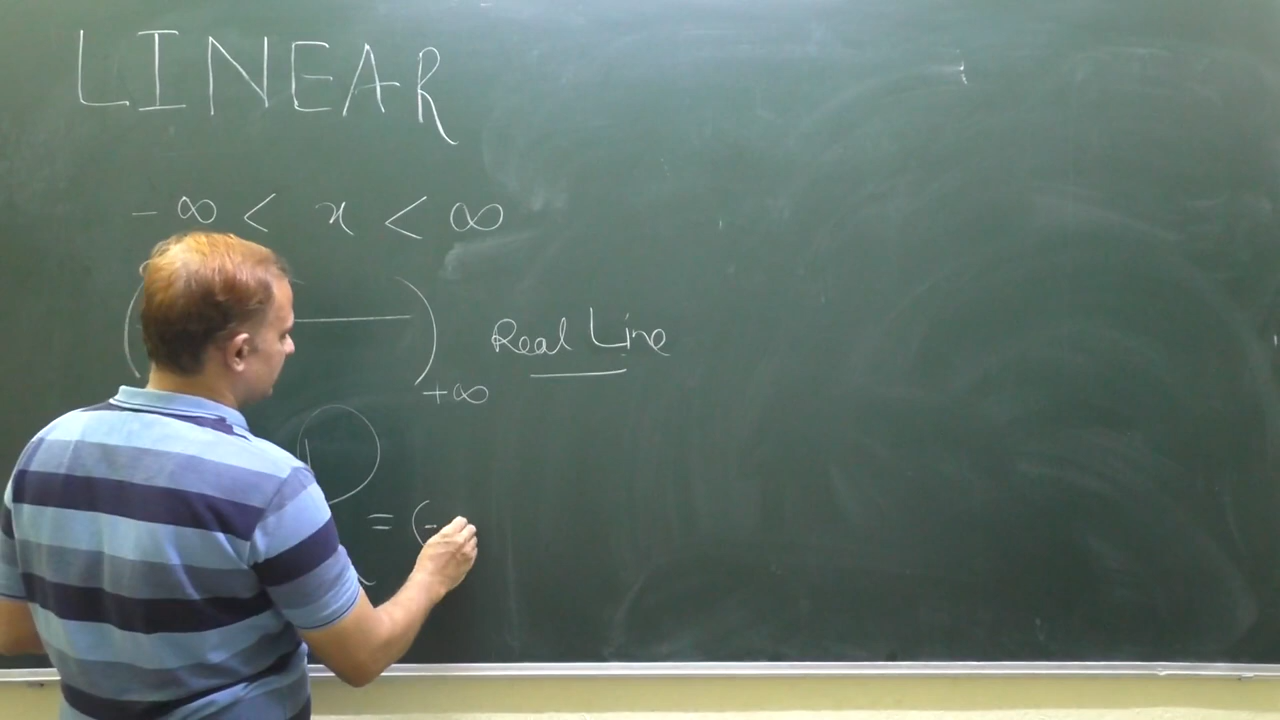 LINEAR
- ∞ < x < ∞
( ) Real Line
+∞
R = (-